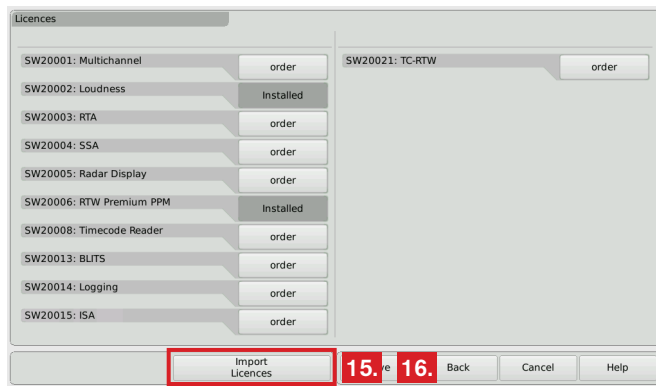 Licences
SW20001: Multichannel
order
SW20002: Loudness
Installed
SW20003: RTA
order
SW20004: SSA
order
SW20005: Radar Display
order
SW20006: RTW Premium PPM
Installed
SW20008: Timecode Reader
order
SW20013: BLITS
order
SW20014: Logging
order
SW20015: ISA
order
SW20021: TC-RTW
order
Import
Licences
15.
16.
Back
Cancel
Help